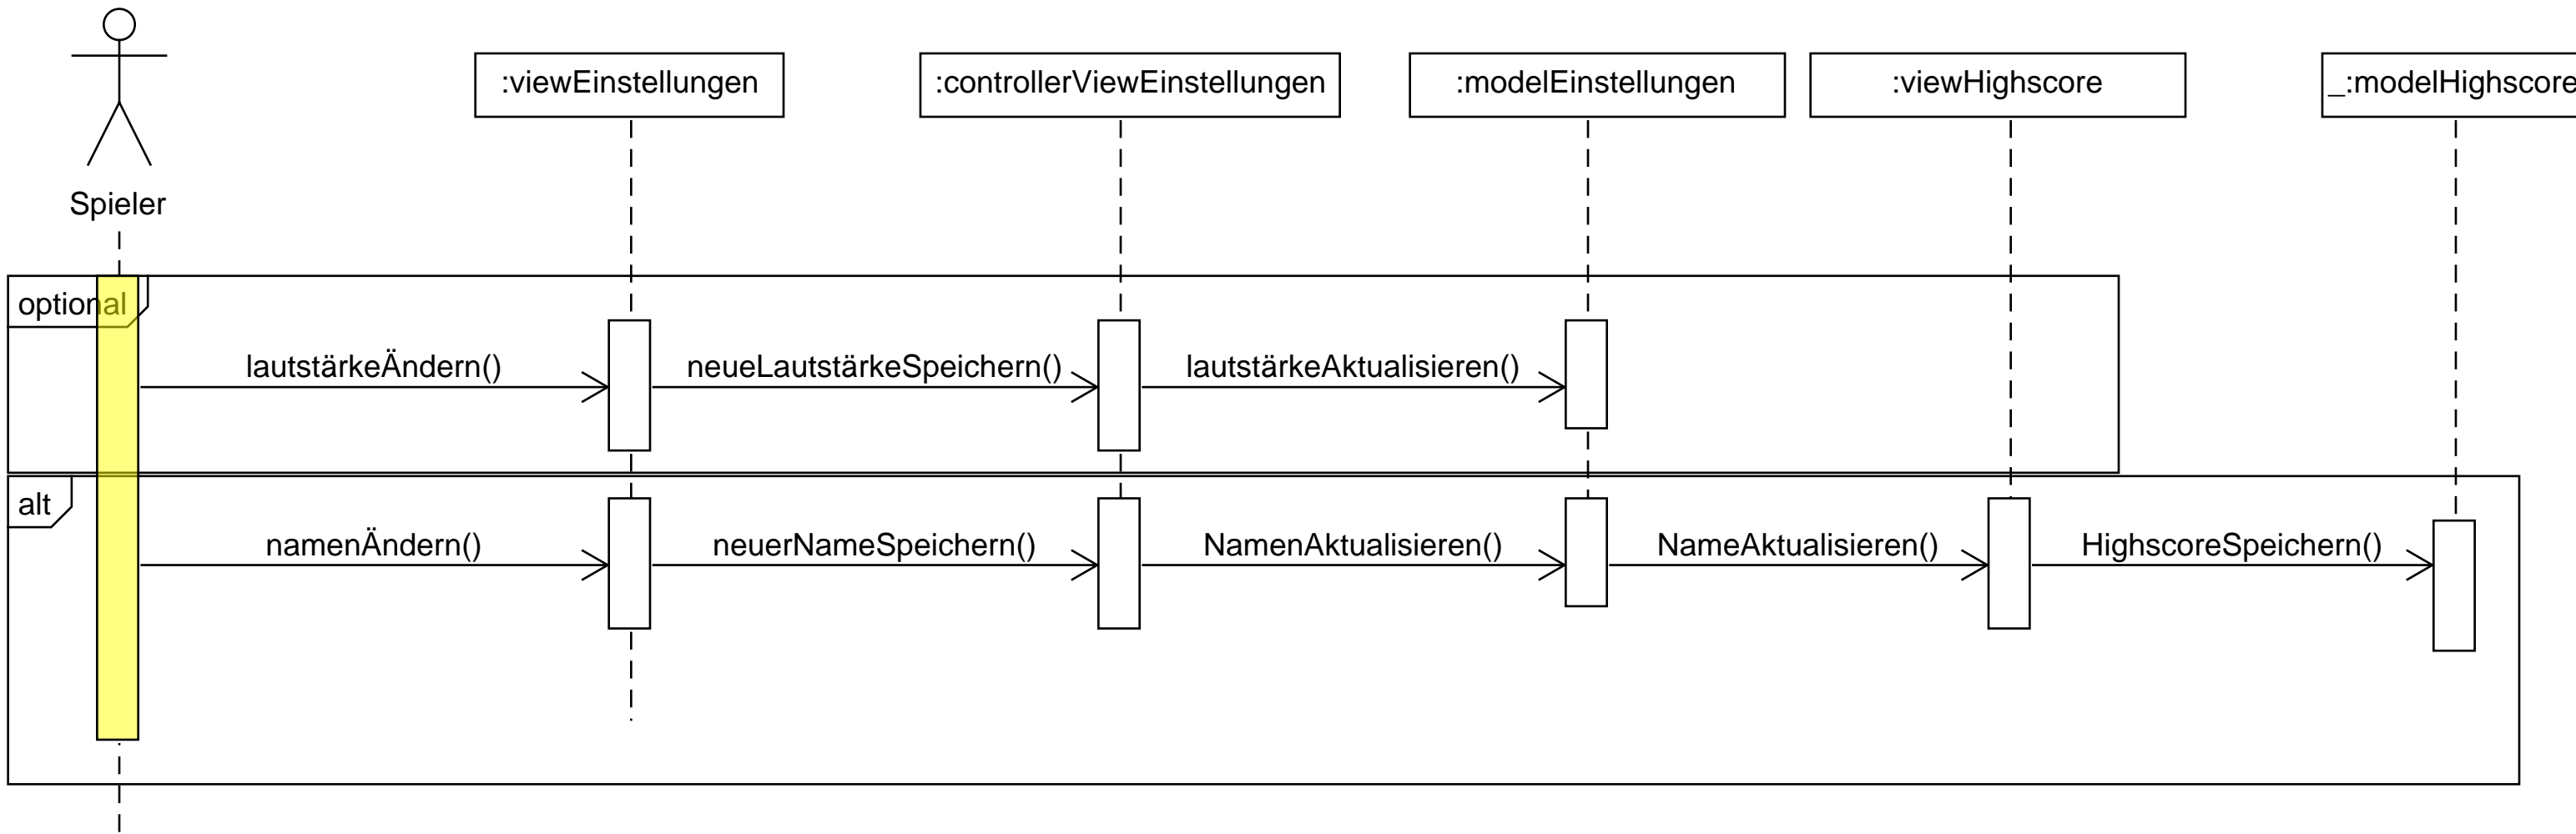 :viewEinstellungen
:controllerViewEinstellungen
:modelEinstellungen
:viewHighscore
_:modelHighscore
Spieler
optional
lautstärkeÄndern()
neueLautstärkeSpeichern()
lautstärkeAktualisieren()
alt
namenÄndern()
neuerNameSpeichern()
NamenAktualisieren()
NameAktualisieren()
HighscoreSpeichern()